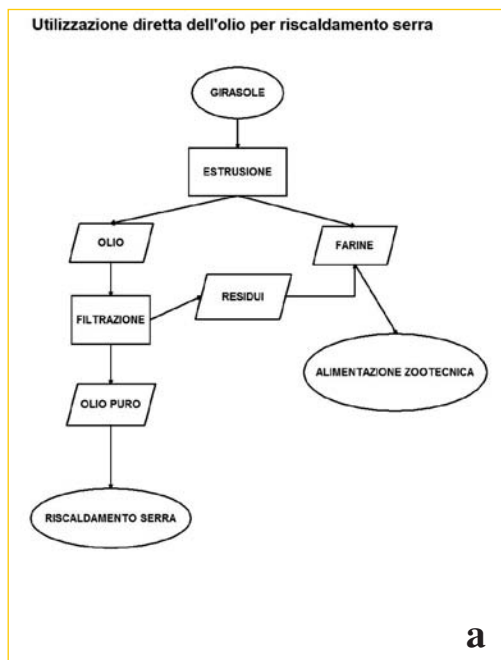 Utilizzazione diretta dell'olio per riscaldamento serra
GIRASOLE
ESTRUSIONE
OLIO
FARINE
RESIDUI
FILTRAZIONE
ALIMENTAZIONE ZOOTECNICA
OLIO PURO
RISCALDAMENTO SERRA
a